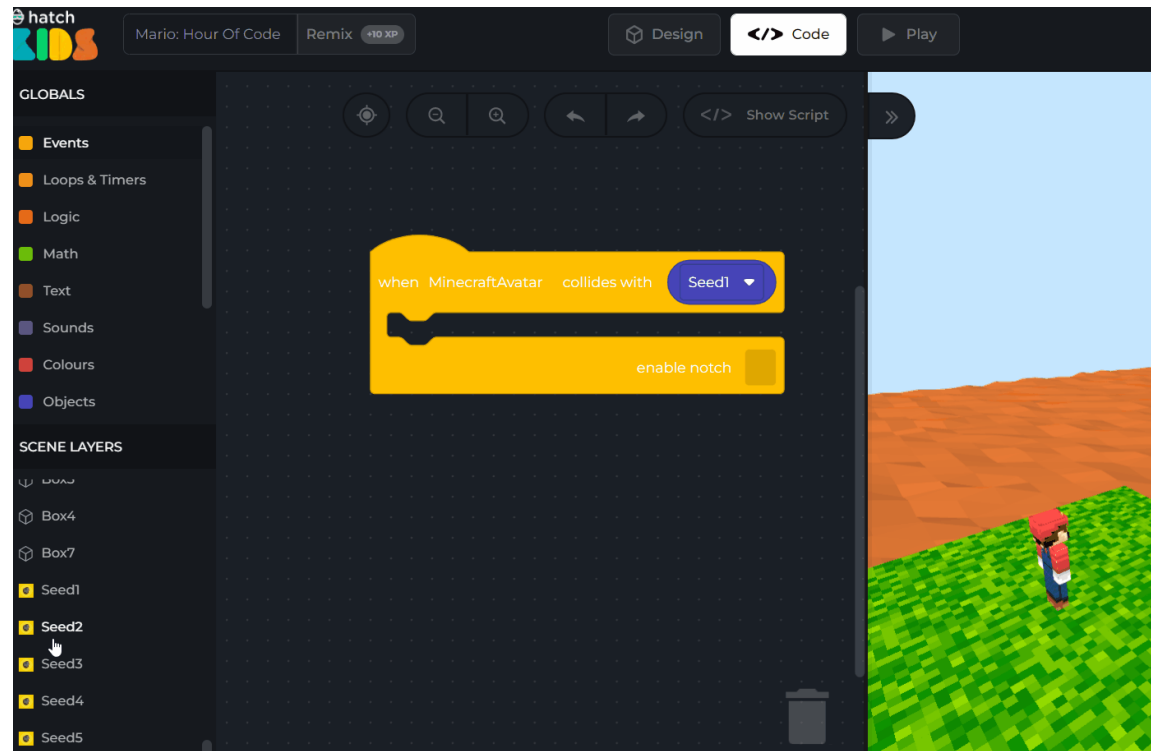 hatch
KIDS
Mario: Hour Of Code
Remix +10 XP
Design
</> Code
Play
GLOBALS
Events
Loops & Timers
Logic
Math
Text
Sounds
Colours
Objects
</> Show Script
when MinecraftAvatar collides with Seed1
enable notch
SCENE LAYERS
Box4
Box7
Seed1
Seed2
Seed3
Seed4
Seed5